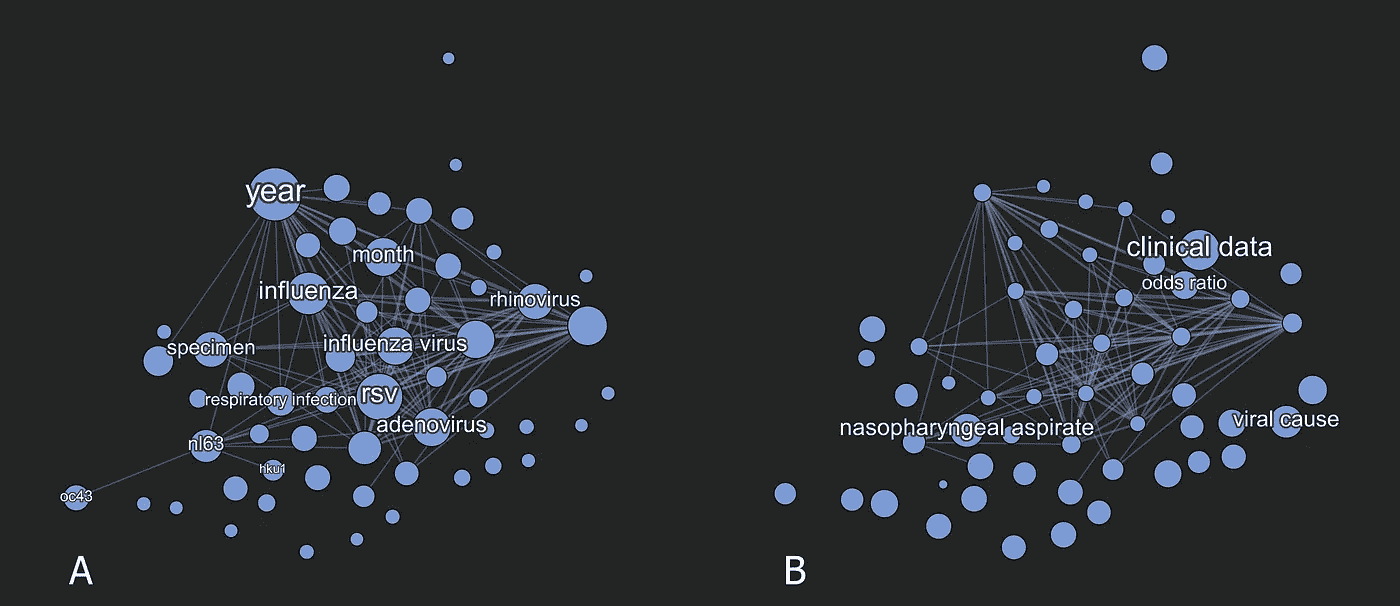 year
month
influenza
rhinovirus
specimen
influenza virus
respiratory infection
rsv
adenovirus
nl63
hku1
oc43
A
clinical data
odds ratio
nasopharyngeal aspirate
viral cause
B